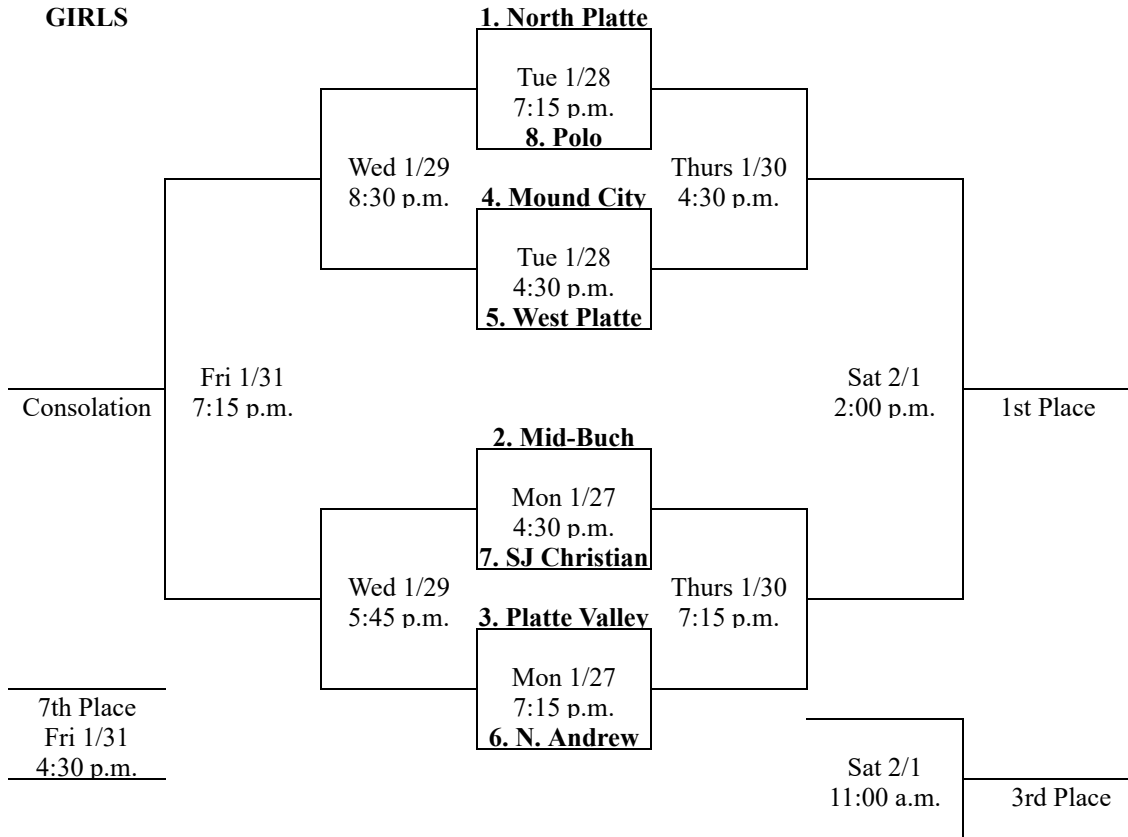 GIRLS
1. North Platte
Tue 1/28
7:15 p.m.
8. Polo
Wed 1/29
8:30 p.m.
Thurs 1/30
4:30 p.m.
4. Mound City
Tue 1/28
4:30 p.m.
5. West Platte
Fri 1/31
7:15 p.m.
Consolation
Sat 2/1
2:00 p.m.
1st Place
2. Mid-Buch
Mon 1/27
4:30 p.m.
7. SJ Christian
Wed 1/29
5:45 p.m.
Thurs 1/30
7:15 p.m.
3. Platte Valley
Mon 1/27
7:15 p.m.
6. N. Andrew
7th Place
Fri 1/31
4:30 p.m.
Sat 2/1
11:00 a.m.
3rd Place